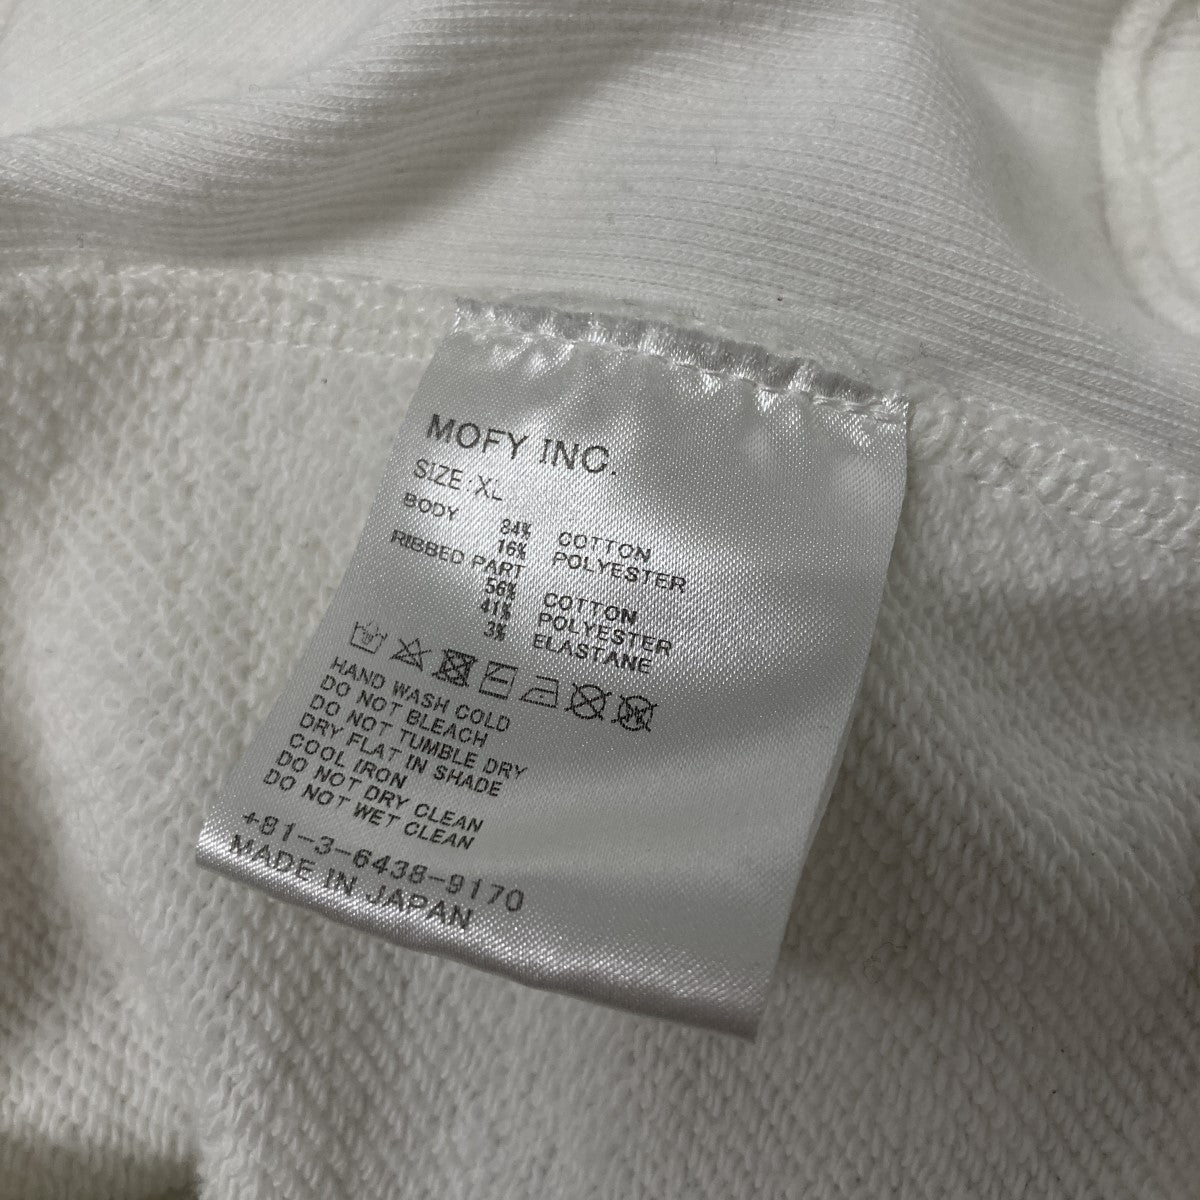 MOFY INC.
SIZE:XL
BODY 84% COTTON
16% POLYESTER
RIBBED PART
56% COTTON
41% POLYESTER
3% ELASTANE
HAND WASH COLD
DO NOT BLEACH
DO NOT TUMBLE DRY
DRY FLAT IN SHADE
COOL IRON
DO NOT DRY CLEAN
DO NOT WET CLEAN
+81-3-6438-9170
MADE IN JAPAN